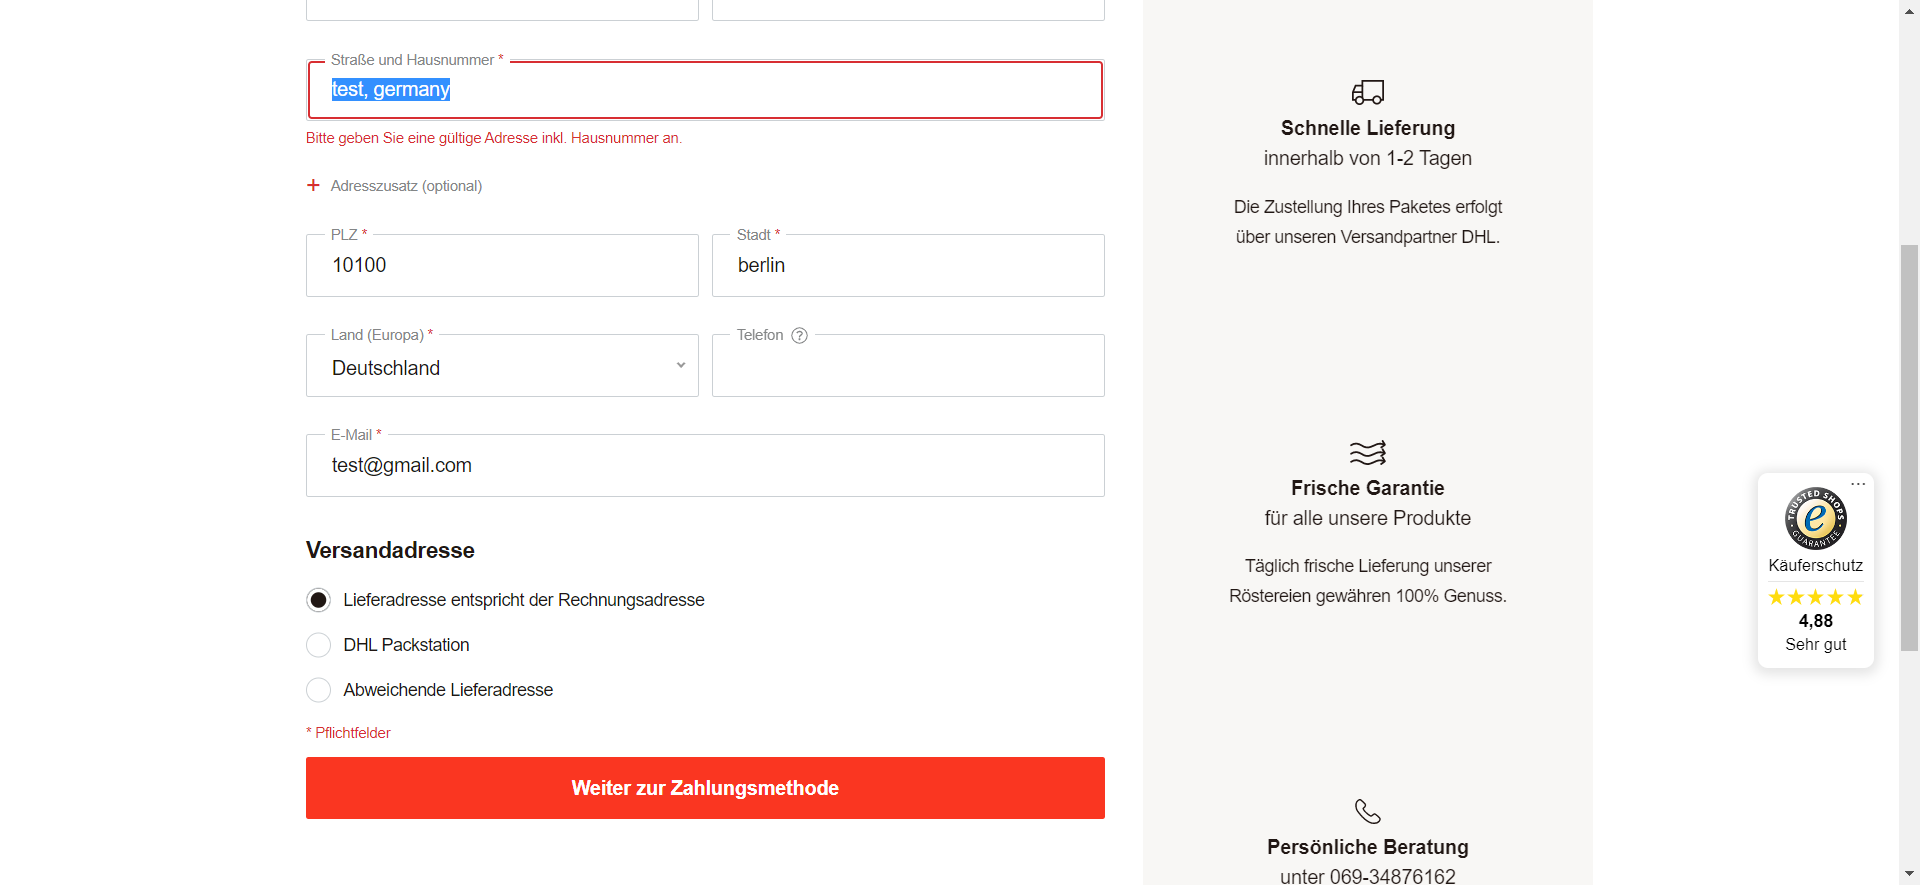 Straße und Hausnummer *
test, germany
Bitte geben Sie eine gültige Adresse inkl. Hausnummer an.
+ Adresszusatz (optional)
PLZ *
10100
Stadt *
berlin
Land (Europa) *
Deutschland
Telefon ?
E-Mail *
test@gmail.com
Versandadresse
Lieferadresse entspricht der Rechnungsadresse
DHL Packstation
Abweichende Lieferadresse
* Pflichtfelder
Weiter zur Zahlungsmethode
Schnelle Lieferung
innerhalb von 1-2 Tagen
Die Zustellung Ihres Paketes erfolgt
über unseren Versandpartner DHL.
Frische Garantie
für alle unsere Produkte
Täglich frische Lieferung unserer
Röstereien gewähren 100% Genuss.
Persönliche Beratung
unter 069-34876162
...
TRUSTED SHOPS
e
GUARANTEE
Käuferschutz
4,88
Sehr gut